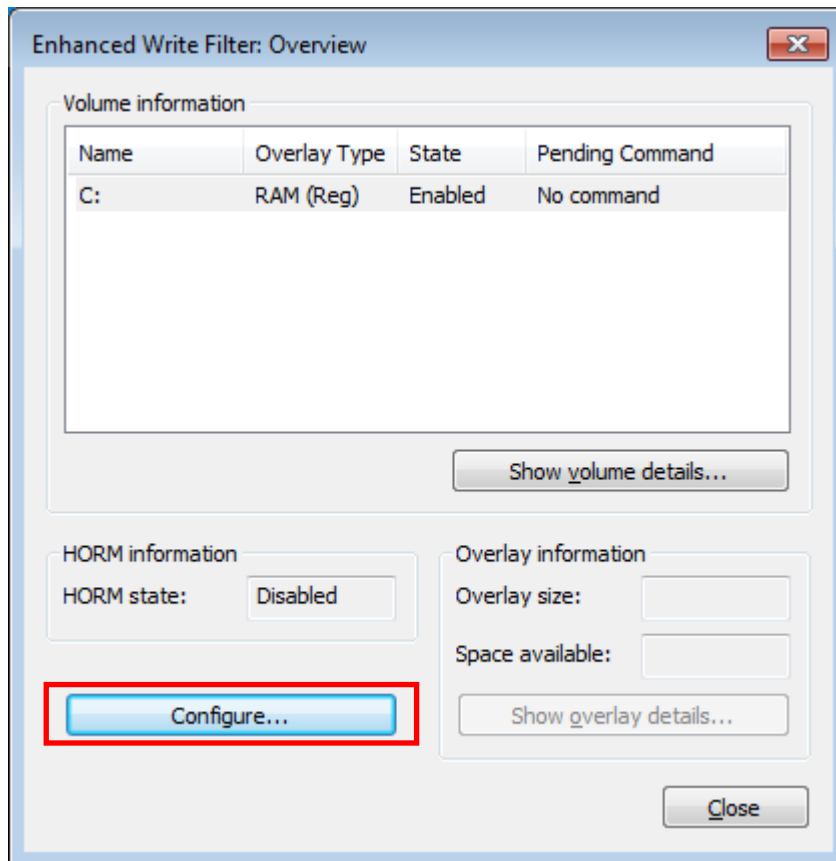 Enhanced Write Filter: Overview
Volume information
Name Overlay Type State Pending Command
C: RAM (Reg) Enabled No command
Show volume details...
HORM information
HORM state: Disabled
Overlay information
Overlay size:
Space available:
Configure...
Show overlay details...
Close